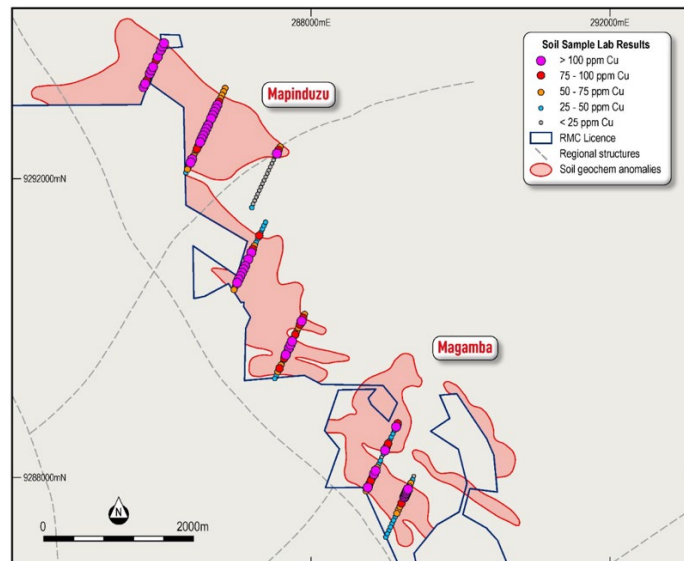 288000mE
292000mE
Soil Sample Lab Results
> 100 ppm Cu
75 - 100 ppm Cu
50 - 75 ppm Cu
25 - 50 ppm Cu
< 25 ppm Cu
RMC Licence
Regional structures
Soil geochem anomalies
Mapinduzu
9292000mN
Magamba
9288000mN
N
0
2000m